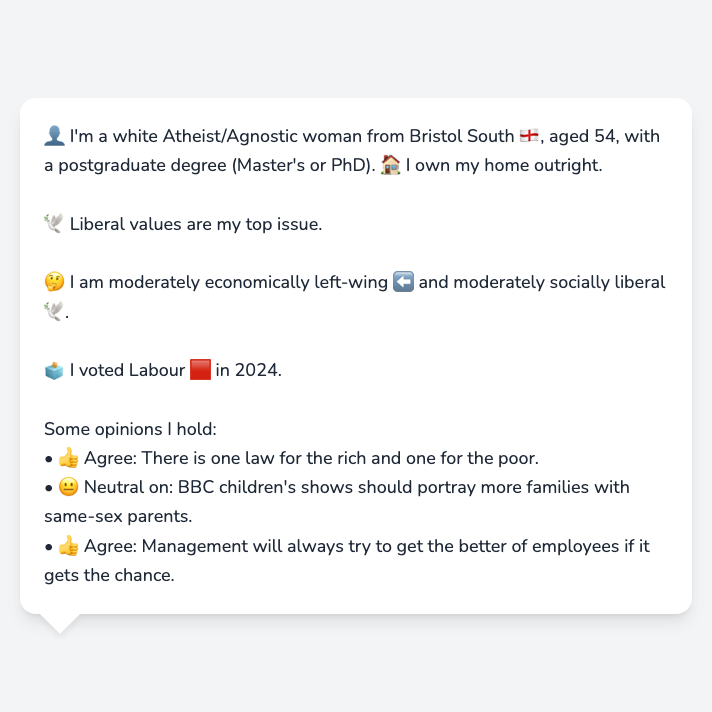 👤 I'm a white Atheist/Agnostic woman from Bristol South 🏴󠁧󠁢󠁥󠁮󠁧󠁿, aged 54, with
a postgraduate degree (Master's or PhD). 🏠 I own my home outright.
🕊️ Liberal values are my top issue.
🤔 I am moderately economically left-wing ⬅️ and moderately socially liberal
🕊️.
🗳️ I voted Labour 🟥 in 2024.
Some opinions I hold:
• 👍 Agree: There is one law for the rich and one for the poor.
• 😐 Neutral on: BBC children's shows should portray more families with
same-sex parents.
• 👍 Agree: Management will always try to get the better of employees if it
gets the chance.